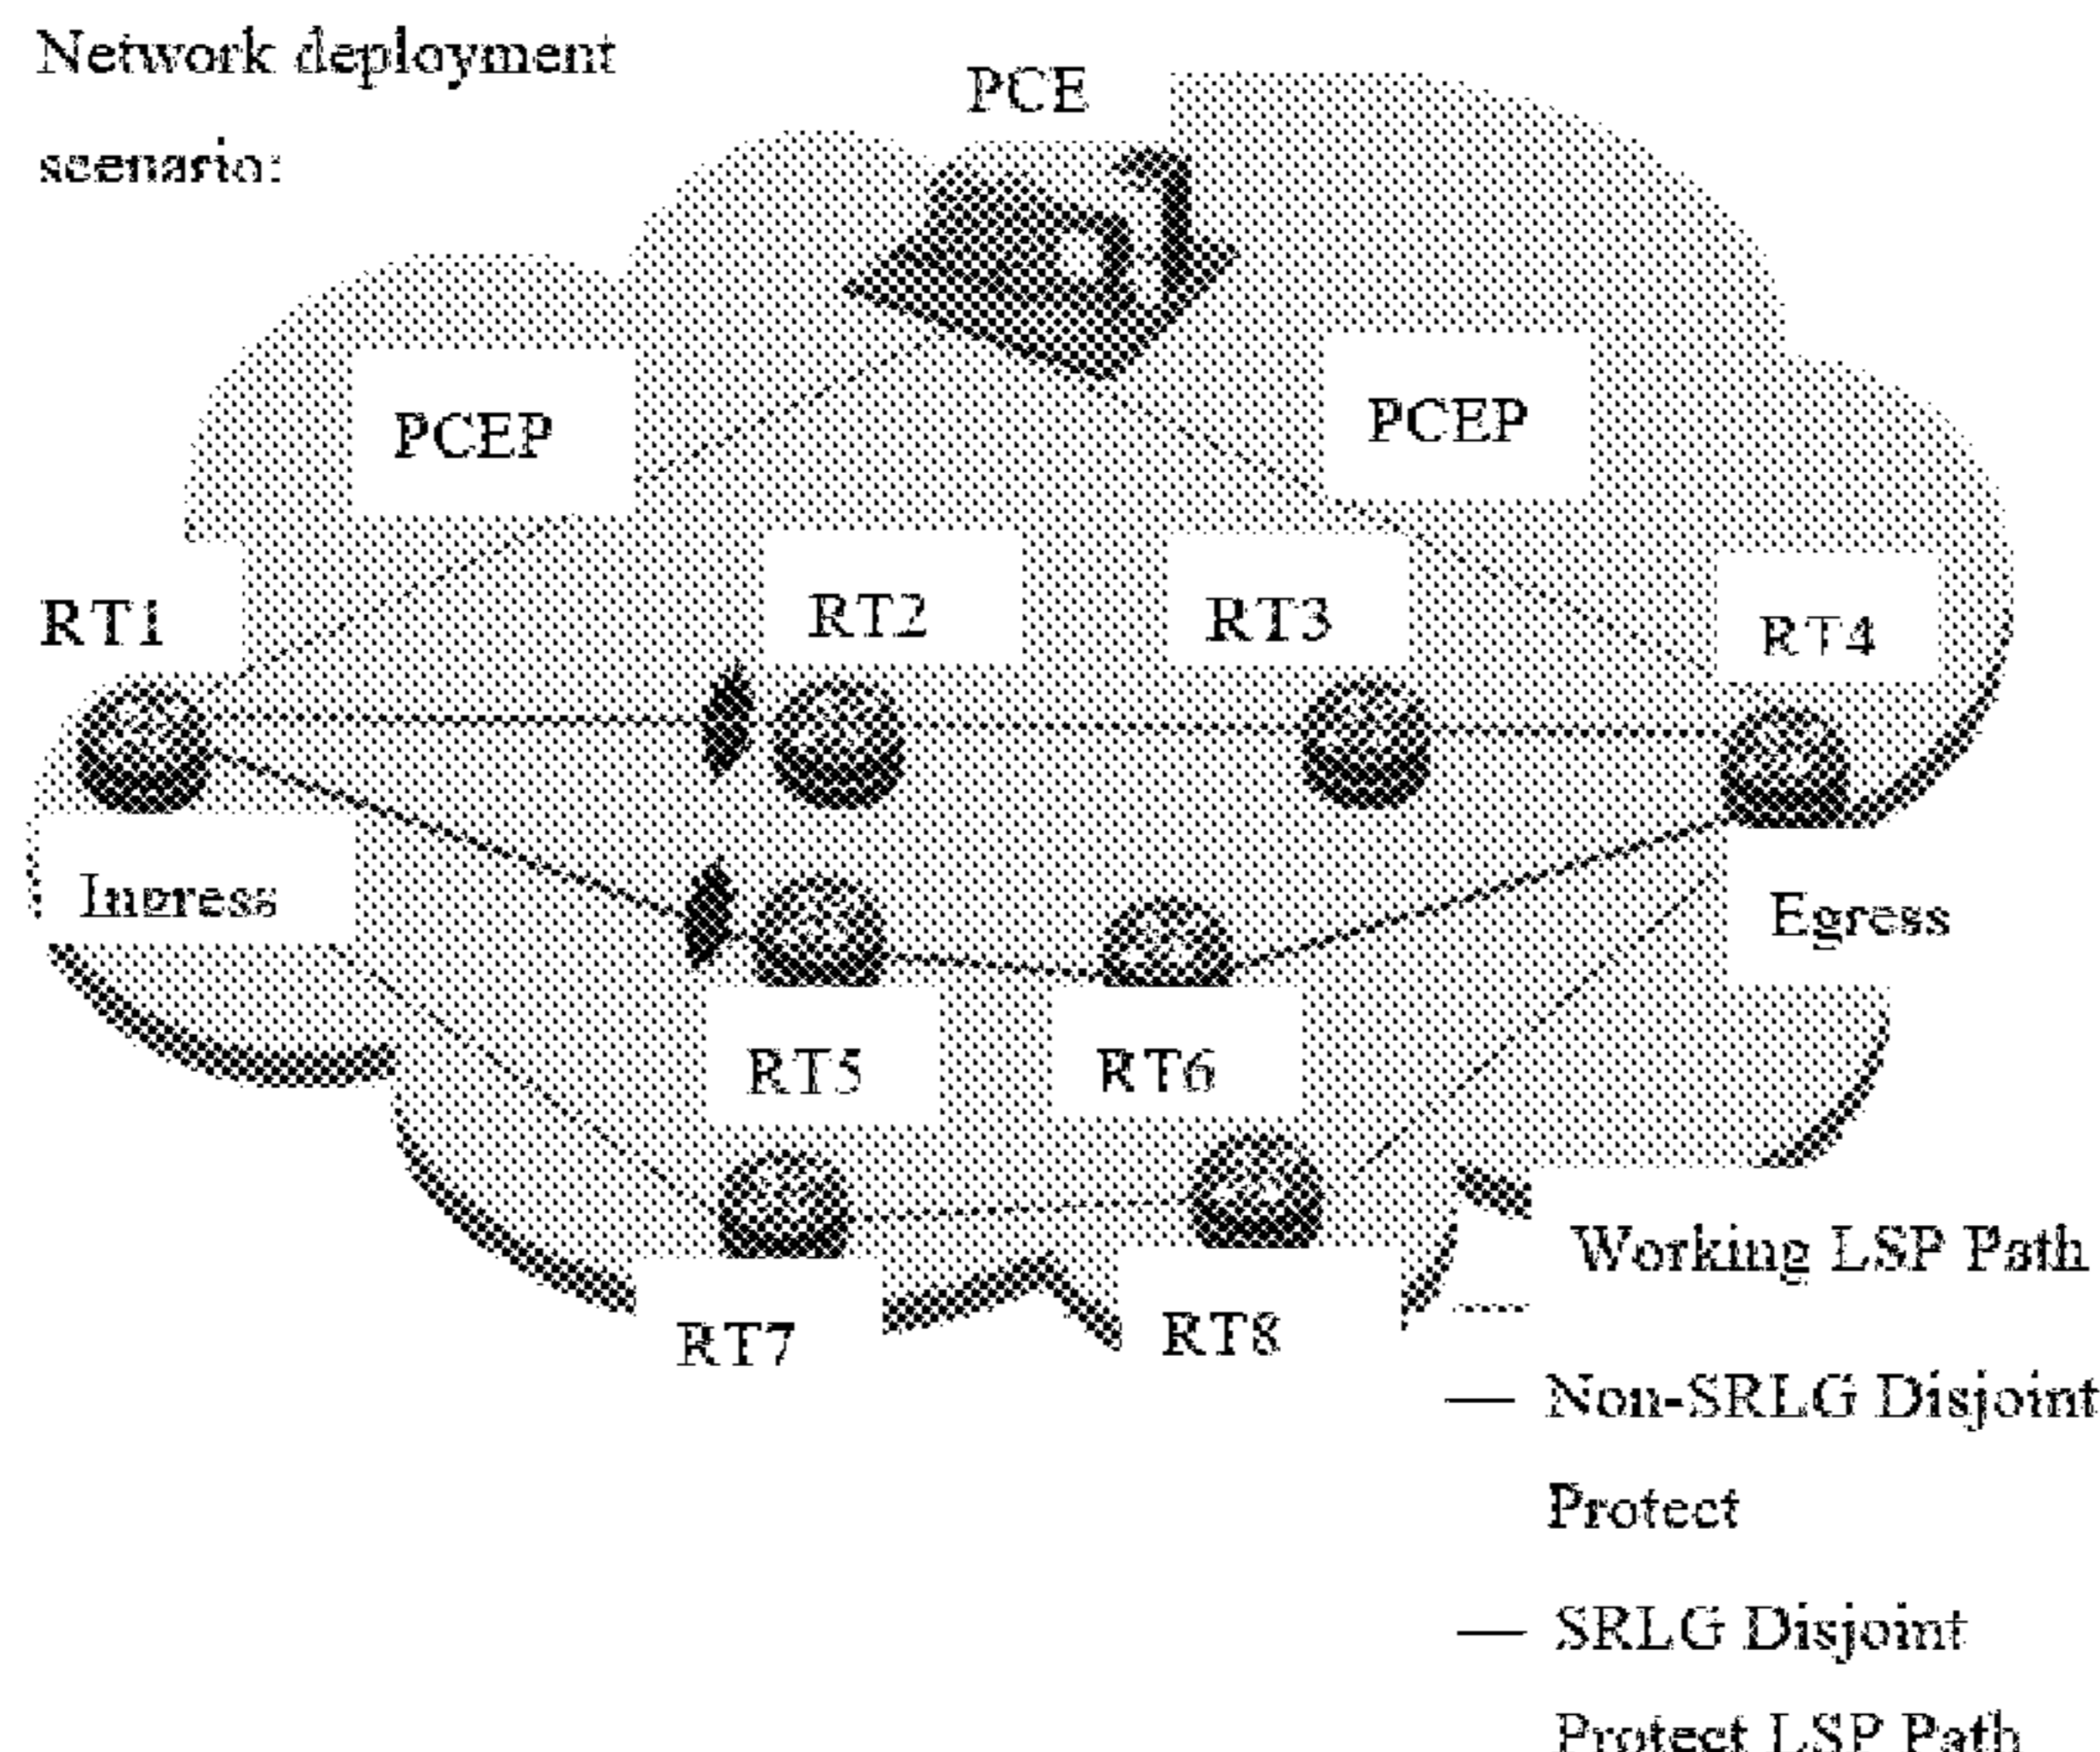 Network deployment
scenario:
PCE
PCEP
PCEP
RT1
RT2
RT3
RT4
Ingress
Egress
RT5
RT6
RT7
RT8
Working LSP Path
Non-SRLG Disjoint
Protect
SRLG Disjoint
Protect LSP Path